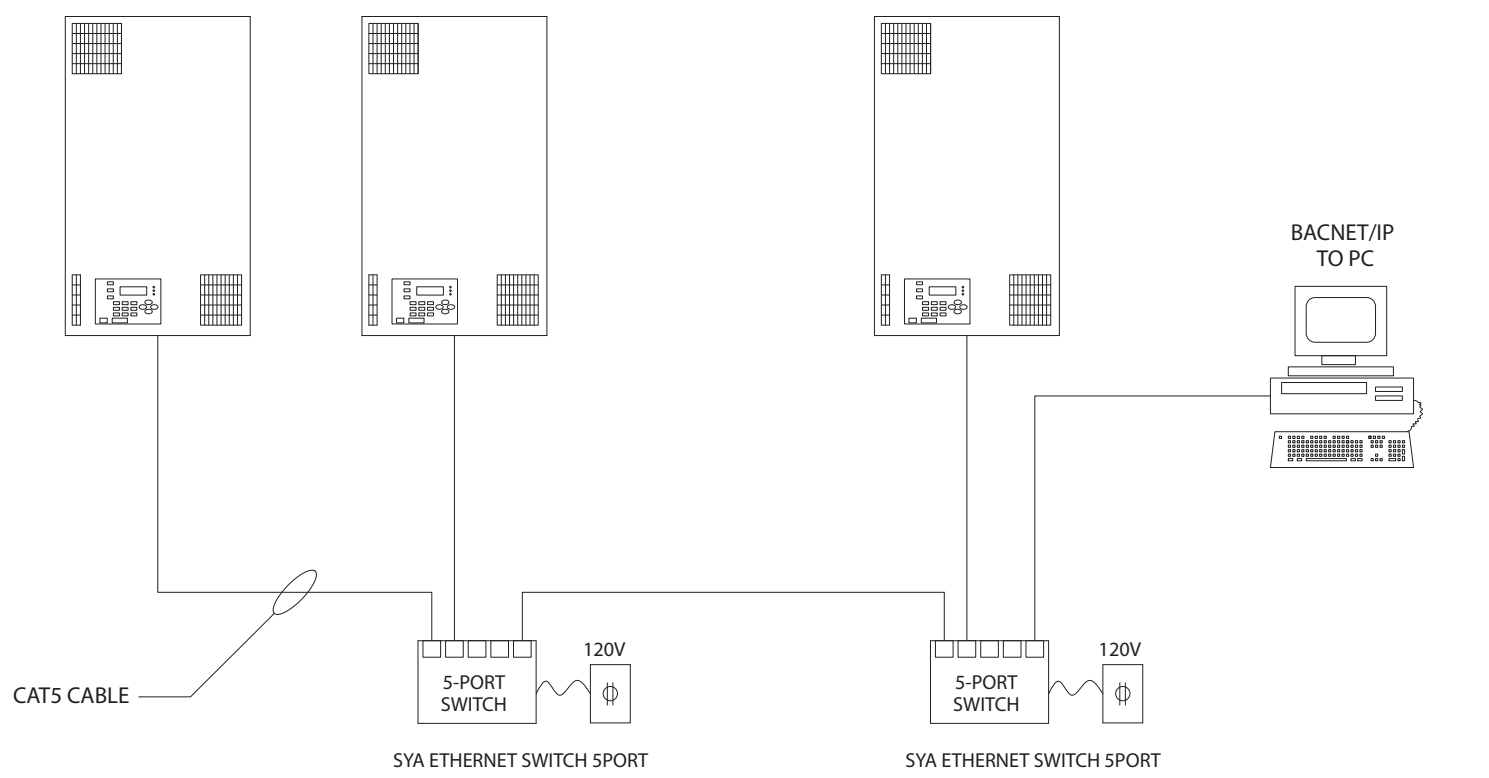 BACNET/IP
TO PC
120V
120V
5-PORT
SWITCH
5-PORT
SWITCH
CAT5 CABLE
SYA ETHERNET SWITCH 5PORT
SYA ETHERNET SWITCH 5PORT